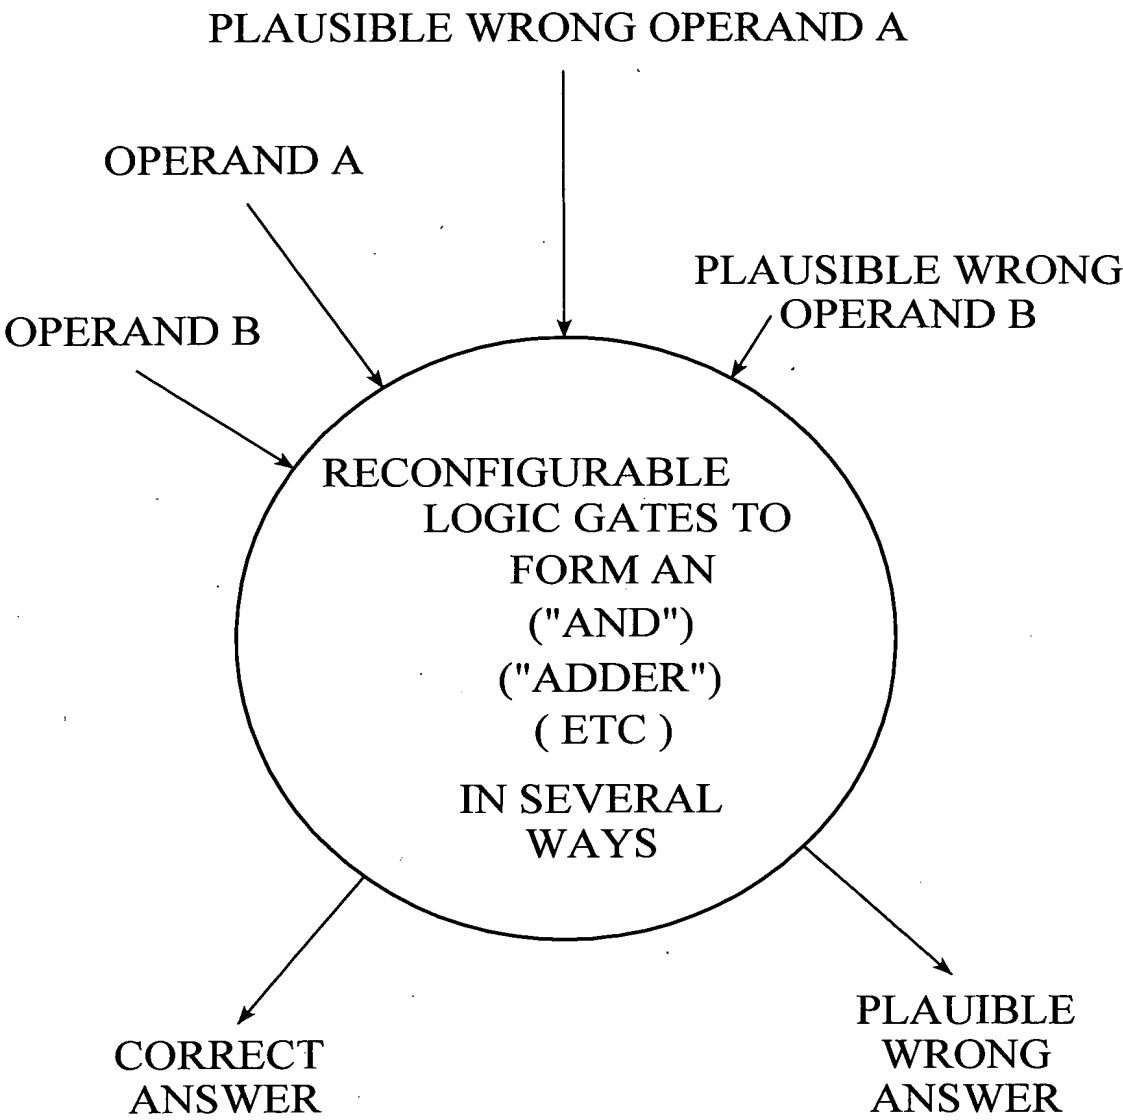 PLAUSIBLE WRONG OPERAND A
OPERAND A
PLAUSIBLE WRONG
OPERAND B
OPERAND B
RECONFIGURABLE
LOGIC GATES TO
FORM AN
("AND")
("ADDER")
( ETC )
IN SEVERAL
WAYS
CORRECT
ANSWER
PLAUIBLE
WRONG
ANSWER